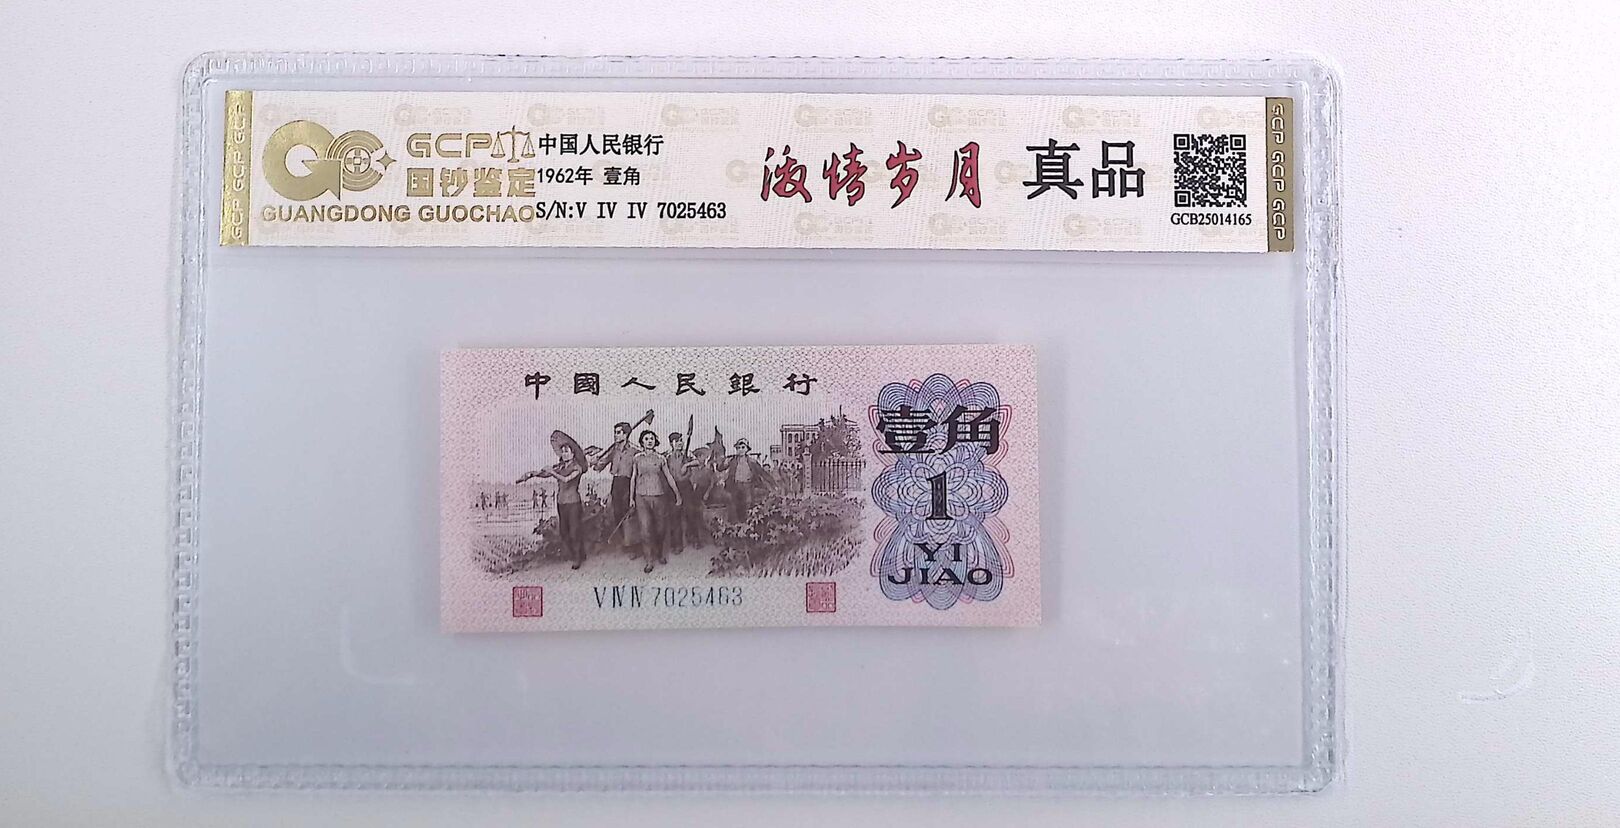 GCP
国钞鉴定
GUANGDONG GUOCHAO
中国人民银行
1962年 壹角
S/N:V IV IV 7025463
激情岁月
真品
GCB25014165
GCP GCP GCP
GCP GCP GCP
中國人民銀行
壹角
1
YI
JIAO
V IV IV 7025463